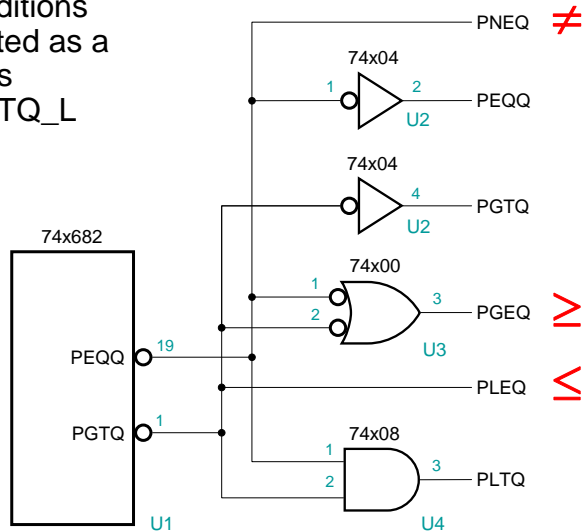 ditions
ted as a
s
TQ_L
PNEQ ≠
74x04
1 2 PEQQ
U2
74x04
4 PGTQ
U2
74x682
74x00
1
2 3 PGEQ ≥
U3
PEQQ 19
PLEQ ≤
PGTQ 1
74x08
1
2 3 PLTQ
U1 U4